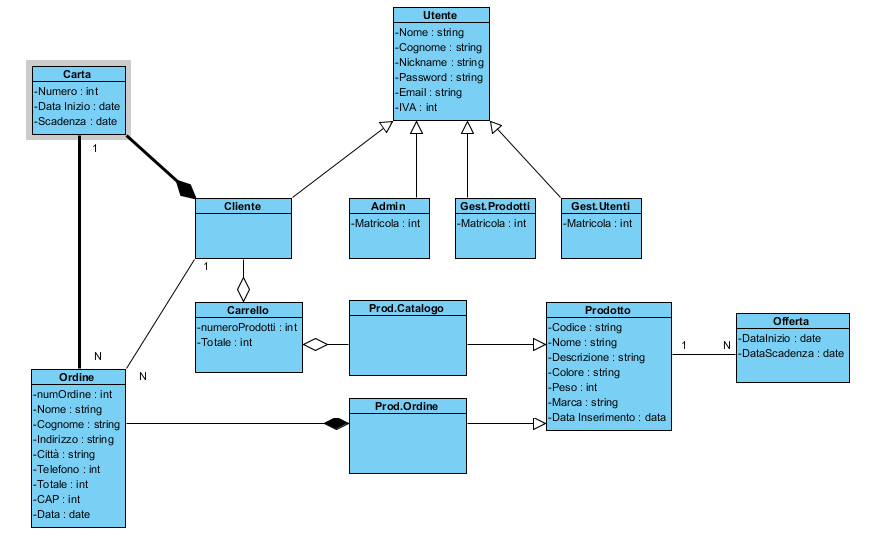 Utente
-Nome : string
-Cognome : string
-Nickname : string
-Password : string
-Email : string
-IVA : int
Carta
-Numero : int
-Data Inizio : date
-Scadenza : date
1
Cliente
Admin
-Matricola : int
Gest.Prodotti
-Matricola : int
Gest.Utenti
-Matricola : int
1
Carrello
-numeroProdotti : int
-Totale : int
Prod.Catalogo
Prodotto
-Codice : string
-Nome : string
-Descrizione : string
-Colore : string
-Peso : int
-Marca : string
-Data Inserimento : data
1
N
Offerta
-DataInizio : date
-DataScadenza : date
N
N
Ordine
-numOrdine : int
-Nome : string
-Cognome : string
-Indirizzo : string
-Città : string
-Telefono : int
-Totale : int
-CAP : int
-Data : date
Prod.Ordine